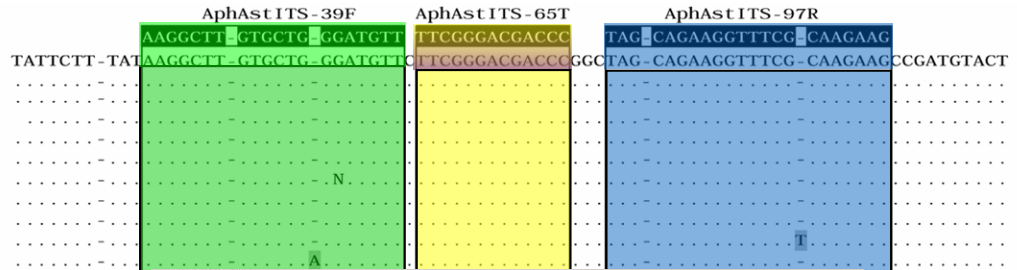 AphAstITS-39F AphAstITS-65T AphAstITS-97R
AAGGCTT-GTGCTG-GGATGTT TTCGGGACGACCC TAG-CAGAAGGTTTCG-CAAGAAG
TATTCTT-TATAAGGCTT-GTGCTG-GGATGTTCTTCGGGACGACCCGGCTAG-CAGAAGGTTTCG-CAAGAAGCCGATGTACT
N
T
A